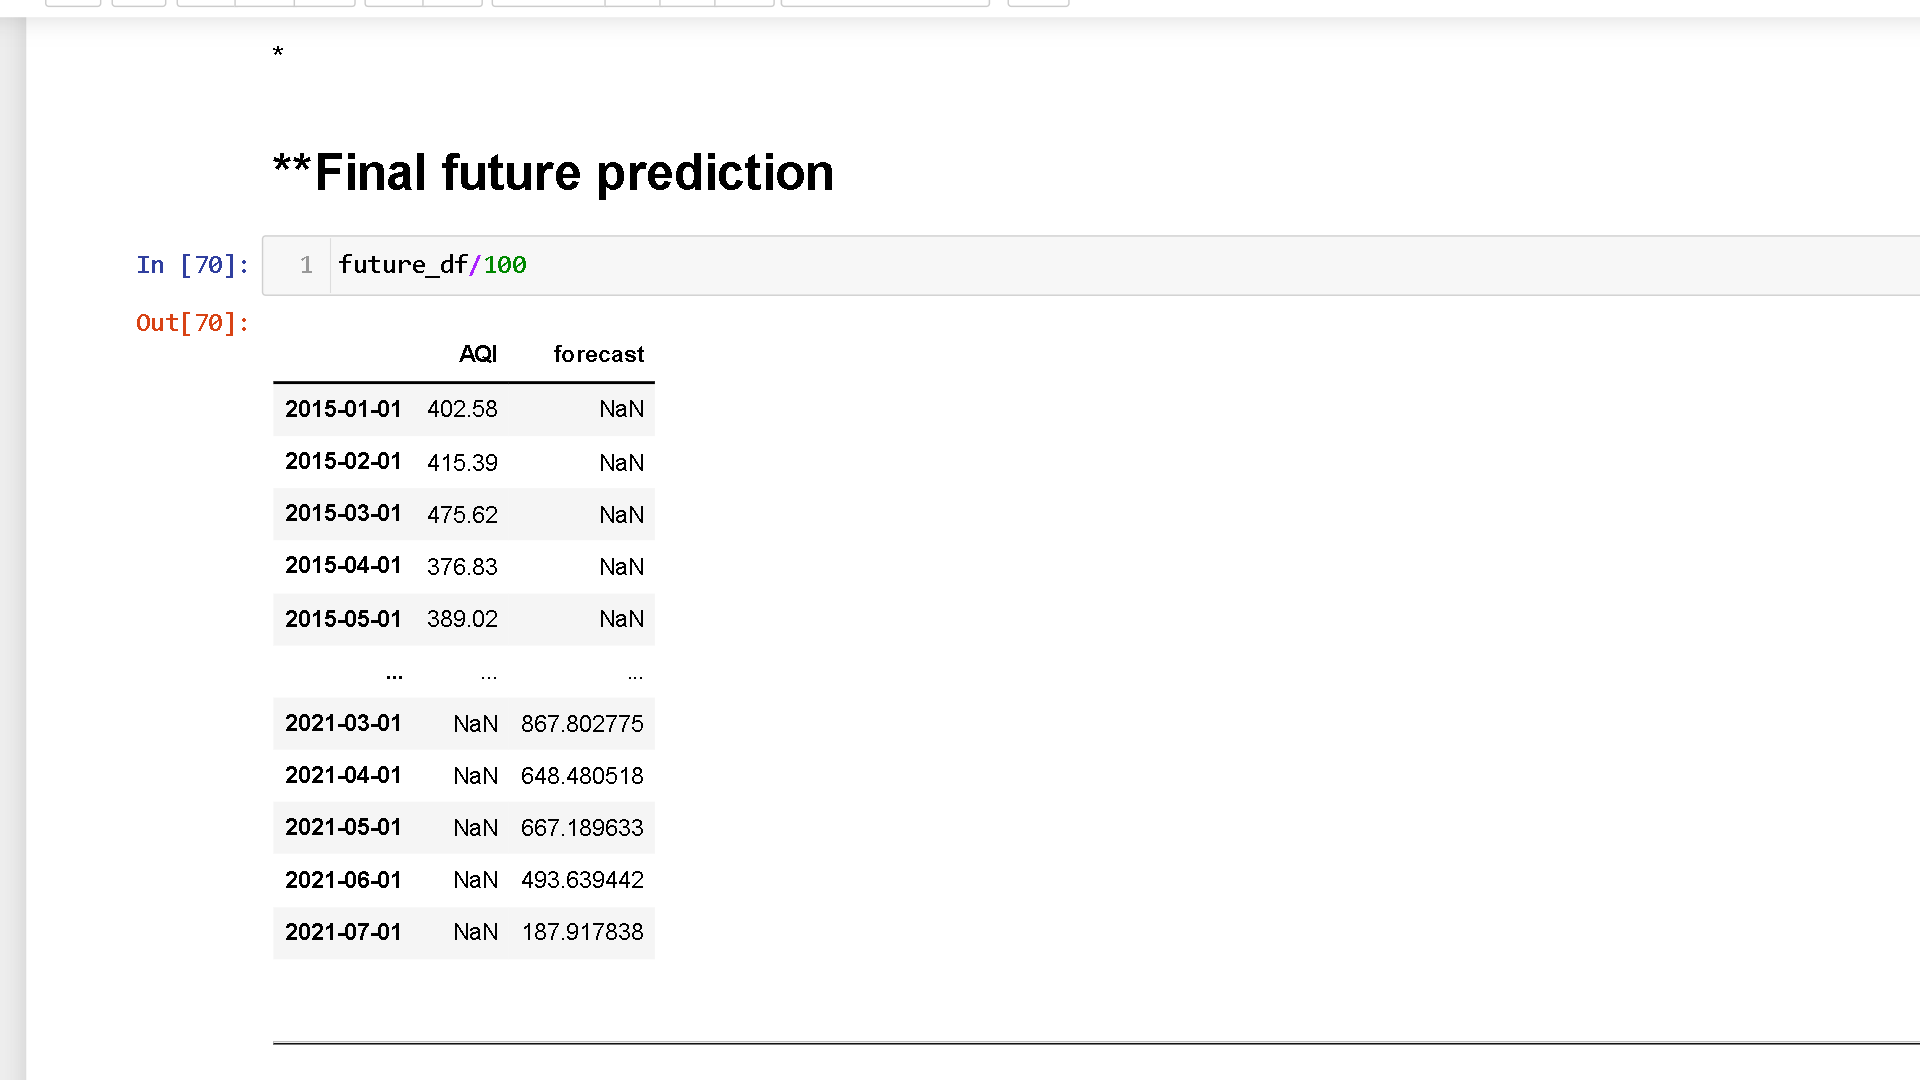 *
**Final future prediction
In [70]: 1 future_df/100
Out[70]:
AQI forecast
2015-01-01 402.58 NaN
2015-02-01 415.39 NaN
2015-03-01 475.62 NaN
2015-04-01 376.83 NaN
2015-05-01 389.02 NaN
... ... ...
2021-03-01 NaN 867.802775
2021-04-01 NaN 648.480518
2021-05-01 NaN 667.189633
2021-06-01 NaN 493.639442
2021-07-01 NaN 187.917838